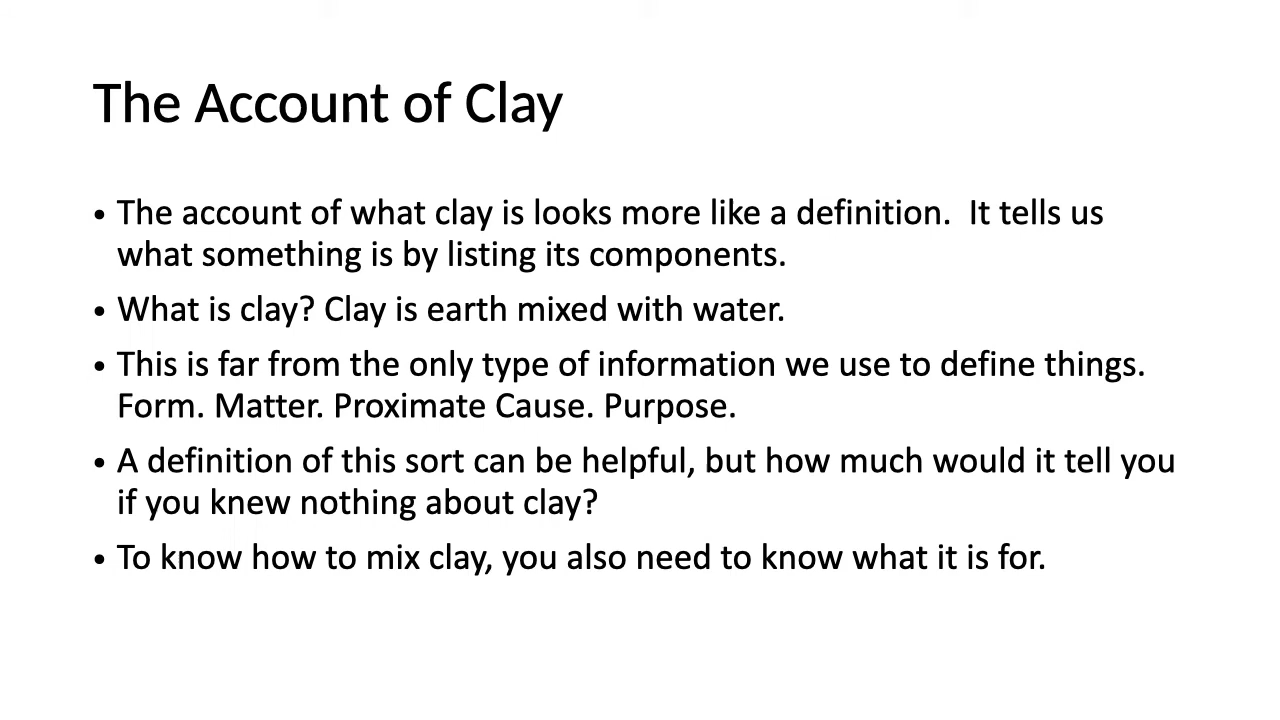 The Account of Clay
• The account of what clay is looks more like a definition.  It tells us
what something is by listing its components.
• What is clay? Clay is earth mixed with water.
• This is far from the only type of information we use to define things.
Form. Matter. Proximate Cause. Purpose.
• A definition of this sort can be helpful, but how much would it tell you
if you knew nothing about clay?
• To know how to mix clay, you also need to know what it is for.